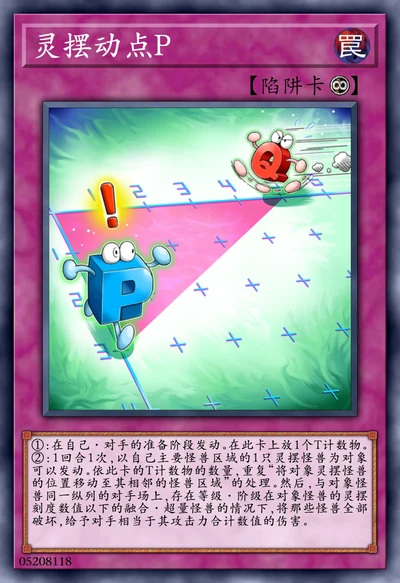 灵摆动点P
罠
【陷阱卡♾】
!
Q
1 2 3 4 5
1
2
P
①:在自己·对手的准备阶段发动。在此卡上放1个T计数物。
②:1回合1次,以自己主要怪兽区域的1只灵摆怪兽为对象
可以发动。依此卡的T计数物的数量,重复“将对象灵摆怪兽
的位置移动至其相邻的怪兽区域”的处理。然后,与对象怪
兽同一纵列的对手场上,存在等级·阶级在对象怪兽的灵摆
刻度数值以下的融合·超量怪兽的情况下,将那些怪兽全部
破坏,给予对手相当于其攻击力合计数值的伤害。
05208118